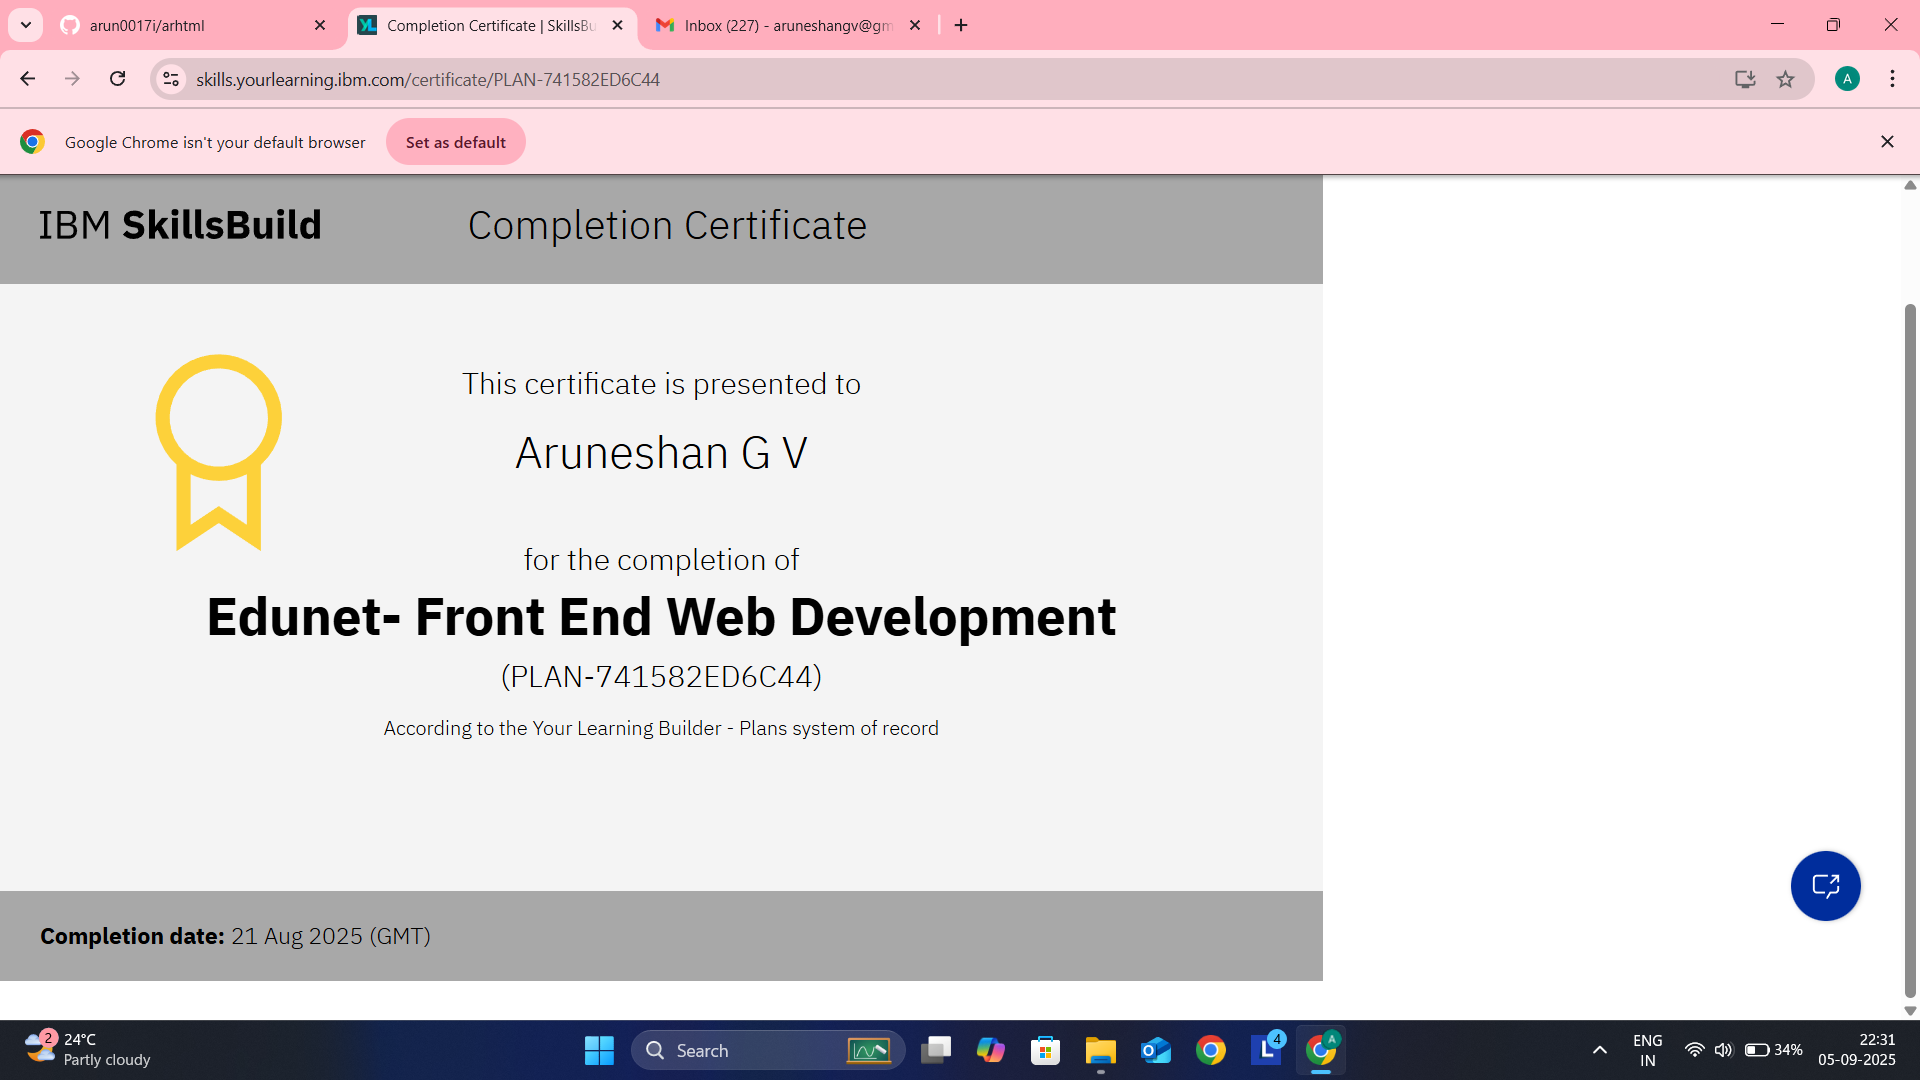 arun0017i/arhtml
Completion Certificate | SkillsBu
Inbox (227) - aruneshangv@gm
skills.yourlearning.ibm.com/certificate/PLAN-741582ED6C44
A
Google Chrome isn't your default browser
Set as default
IBM SkillsBuild
Completion Certificate
This certificate is presented to
Aruneshan G V
for the completion of
Edunet- Front End Web Development
(PLAN-741582ED6C44)
According to the Your Learning Builder - Plans system of record
Completion date: 21 Aug 2025 (GMT)
2
24°C
Partly cloudy
Search
4
A
ENG
IN
34%
22:31
05-09-2025